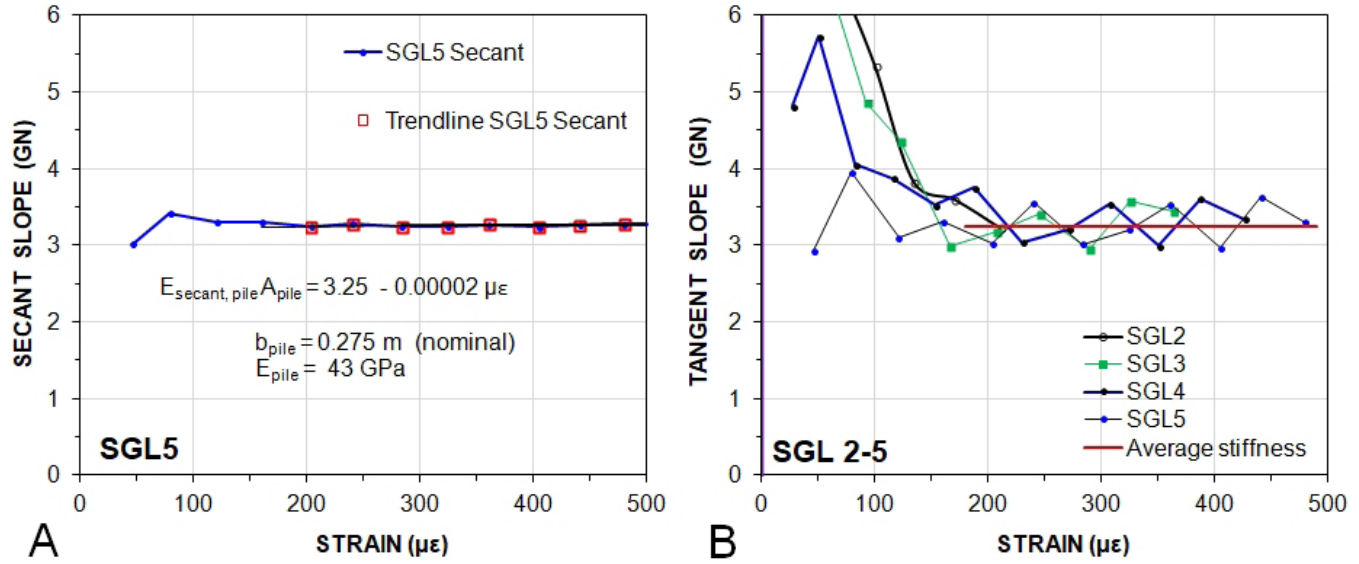 6
5
4
3
2
1
0
SECANT SLOPE (GN)
SGL5 Secant
Trendline SGL5 Secant
Esecant, pile Apile = 3.25 - 0.00002 µε
bpile = 0.275 m (nominal)
Epile = 43 GPa
SGL5
0 100 200 300 400 500
STRAIN (µε)
A
6
5
4
3
2
1
0
TANGENT SLOPE (GN)
SGL2
SGL3
SGL4
SGL5
Average stiffness
SGL 2-5
0 100 200 300 400 500
STRAIN (µε)
B